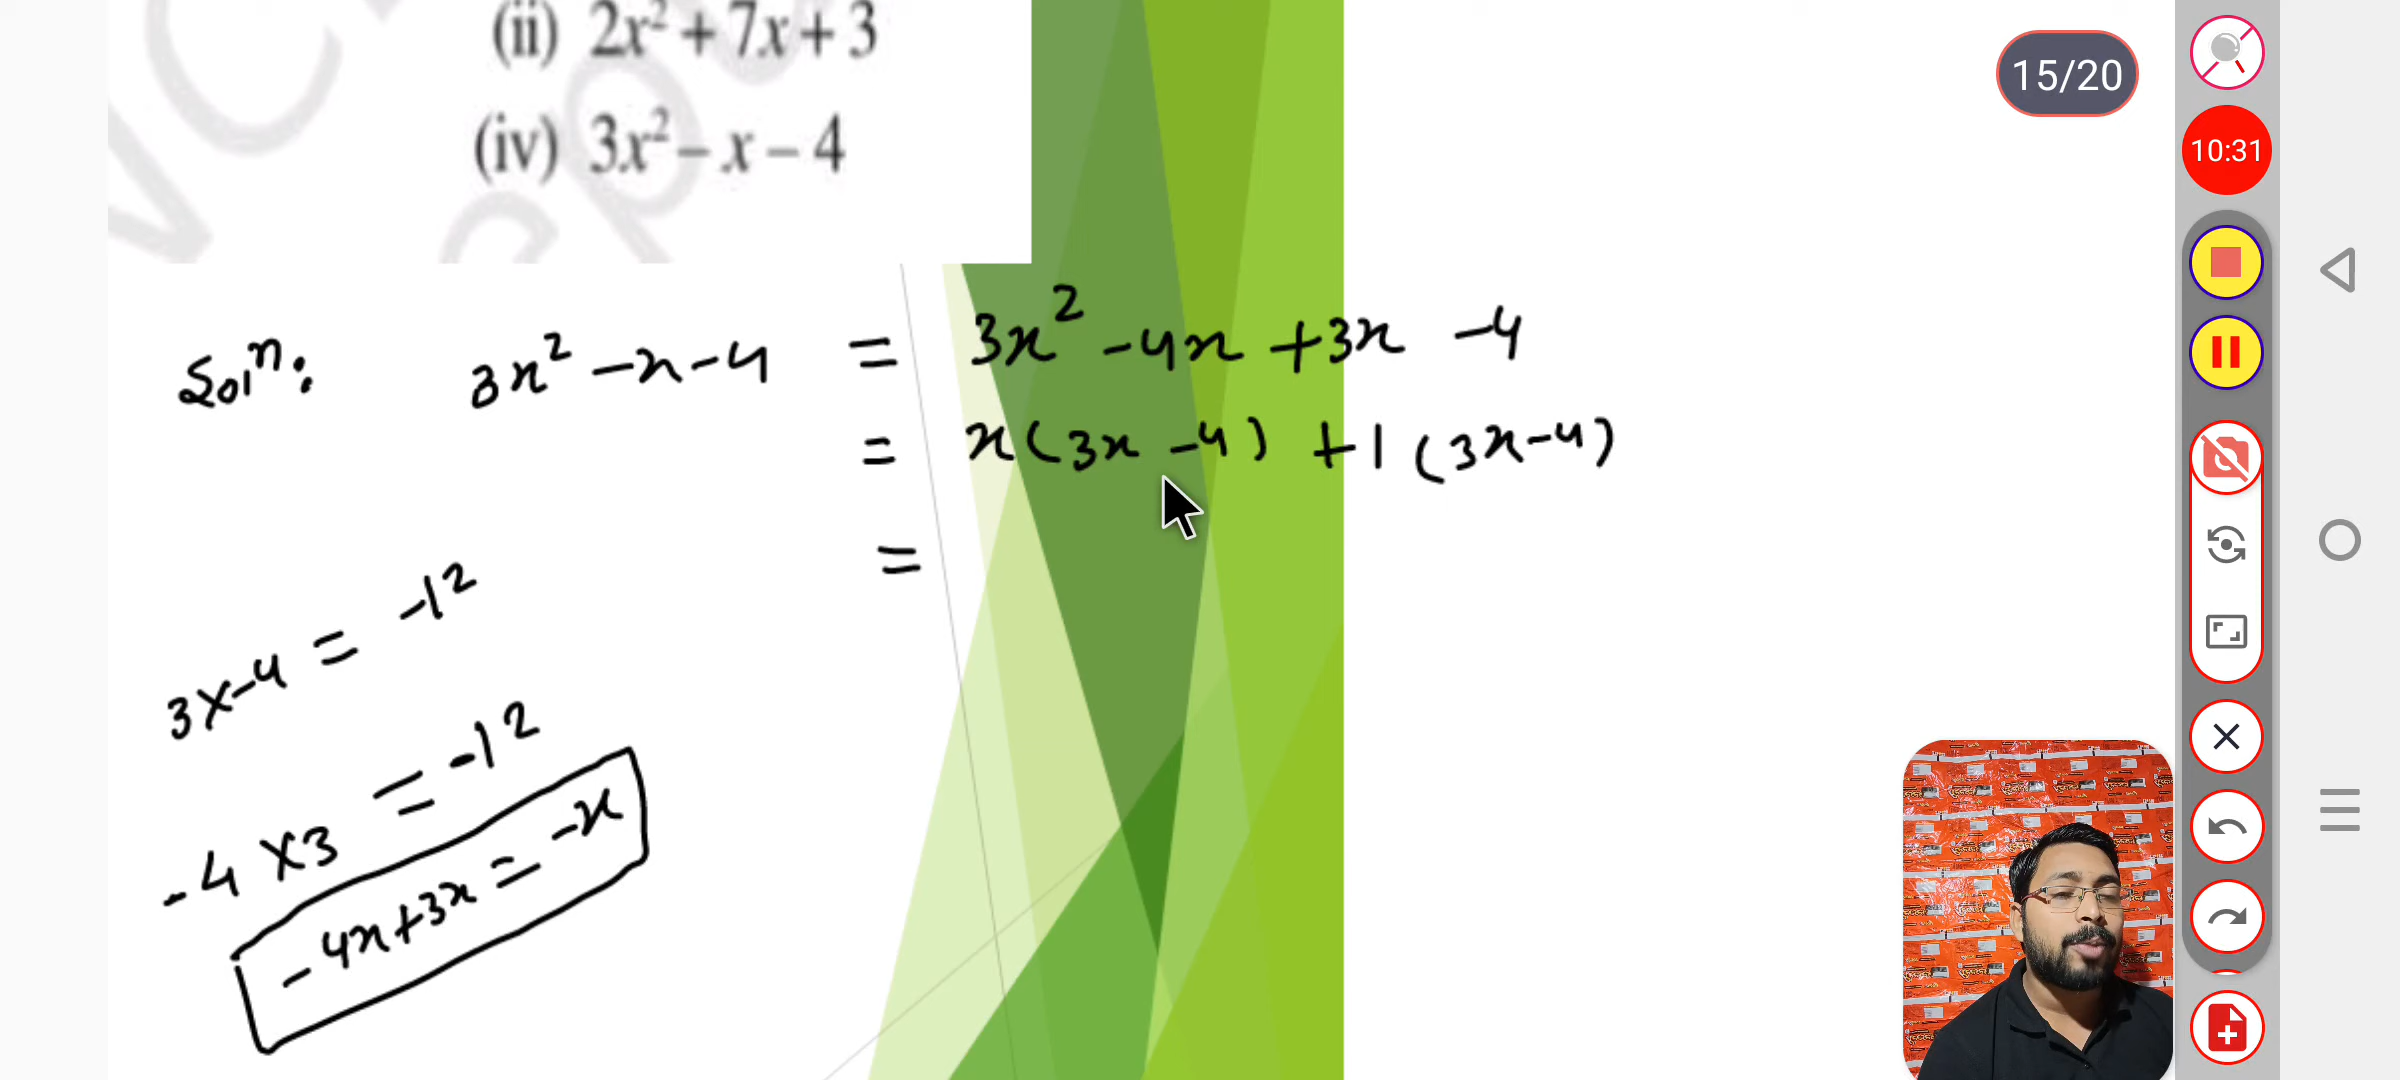 (ii) 2x² + 7x + 3
15/20
(iv) 3x² – x – 4
10:31
Solⁿ: 3x² – x – 4 = 3x² – 4x + 3x – 4
= x(3x – 4) + 1(3x – 4)
=
3x–4 = –12
–4 x3 = –12
–4x+3x = –x